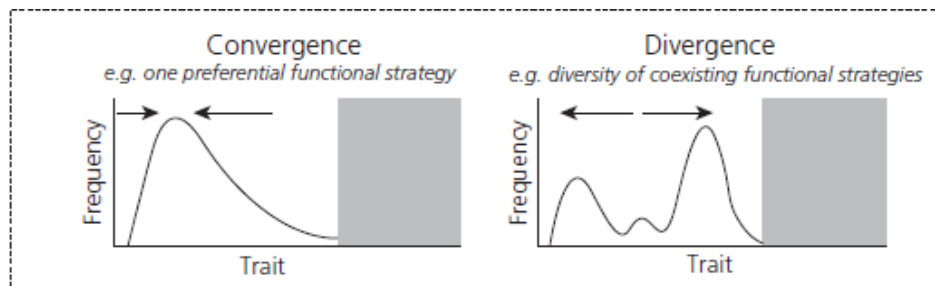 Convergence
e.g. one preferential functional strategy
Frequency
Trait
Divergence
e.g. diversity of coexisting functional strategies
Frequency
Trait